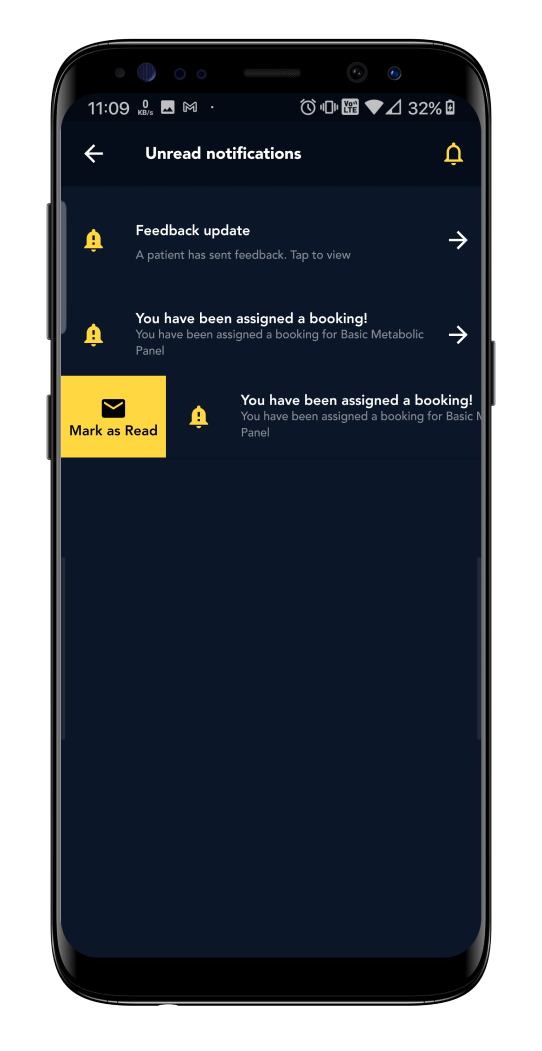 11:09 0 KB/s Vo)) LTE 32%
Unread notifications
Feedback update
A patient has sent feedback. Tap to view
You have been assigned a booking!
You have been assigned a booking for Basic Metabolic
Panel
Mark as Read
You have been assigned a booking!
You have been assigned a booking for Basic M
Panel